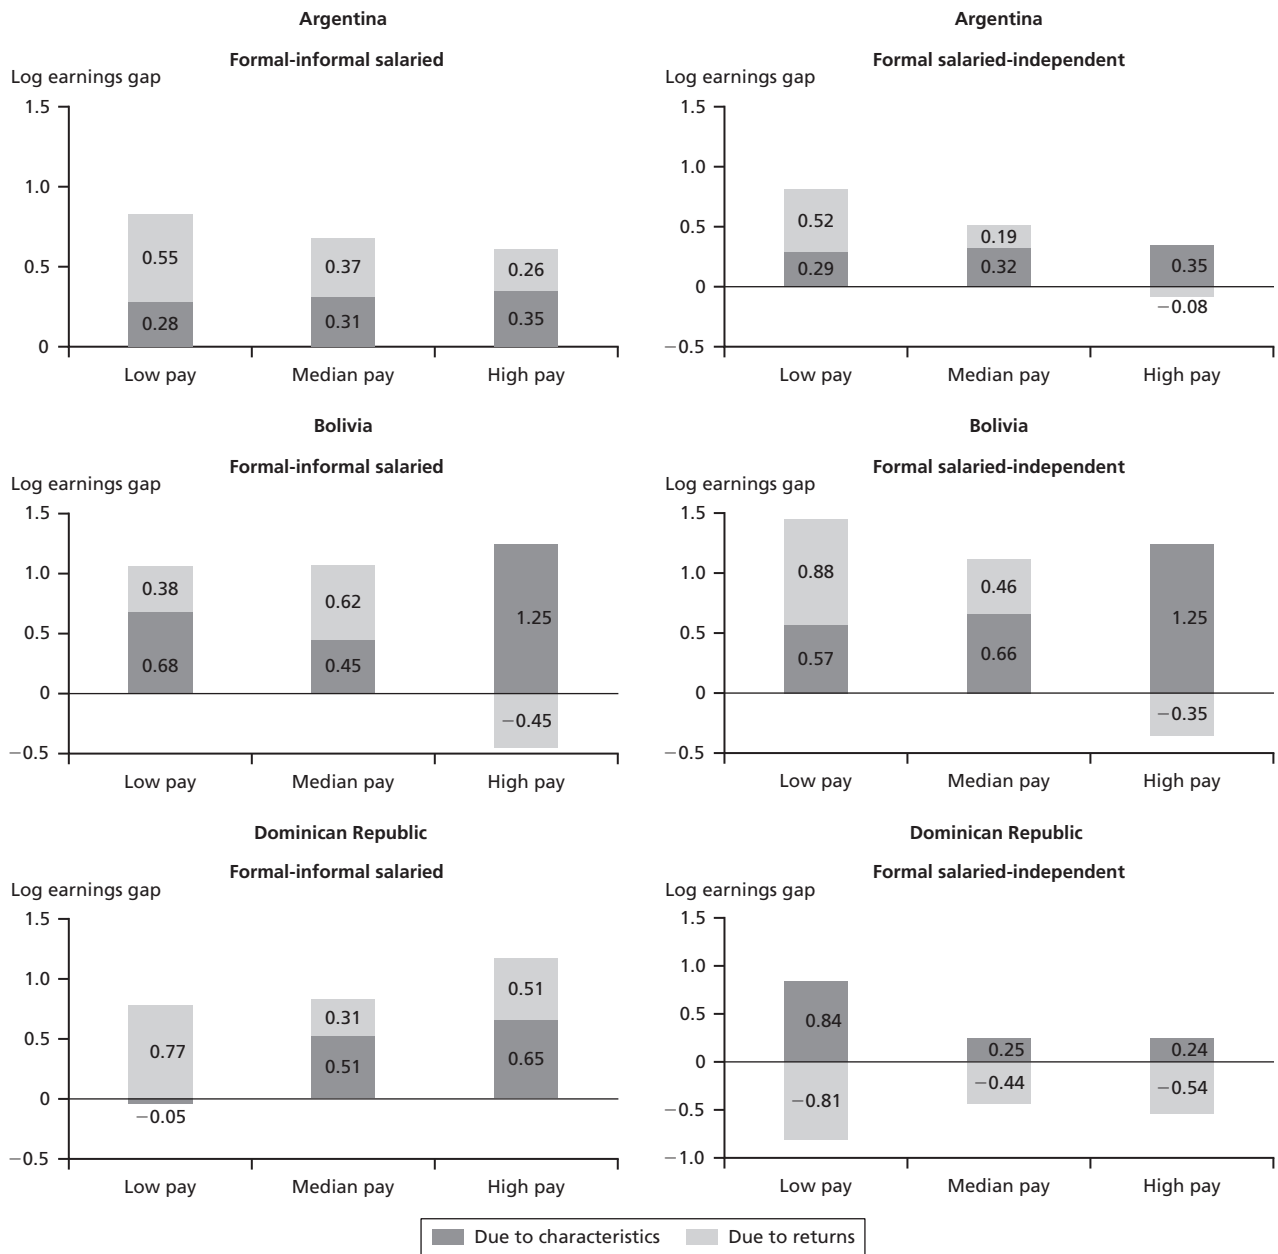 Argentina
Formal-informal salaried
Log earnings gap
1.5
1.0
0.5
0
0.55
0.28
0.37
0.31
0.26
0.35
Low pay Median pay High pay
Argentina
Formal salaried-independent
Log earnings gap
1.5
1.0
0.5
0
−0.5
0.52
0.29
0.19
0.32
0.35
−0.08
Low pay Median pay High pay
Bolivia
Formal-informal salaried
Log earnings gap
1.5
1.0
0.5
0
−0.5
0.38
0.68
0.62
0.45
1.25
−0.45
Low pay Median pay High pay
Bolivia
Formal salaried-independent
Log earnings gap
1.5
1.0
0.5
0
−0.5
0.88
0.57
0.46
0.66
1.25
−0.35
Low pay Median pay High pay
Dominican Republic
Formal-informal salaried
Log earnings gap
1.5
1.0
0.5
0
−0.5
0.77
−0.05
0.31
0.51
0.51
0.65
Low pay Median pay High pay
Dominican Republic
Formal salaried-independent
Log earnings gap
1.5
1.0
0.5
0
−0.5
−1.0
0.84
−0.81
0.25
−0.44
0.24
−0.54
Low pay Median pay High pay
Due to characteristics Due to returns